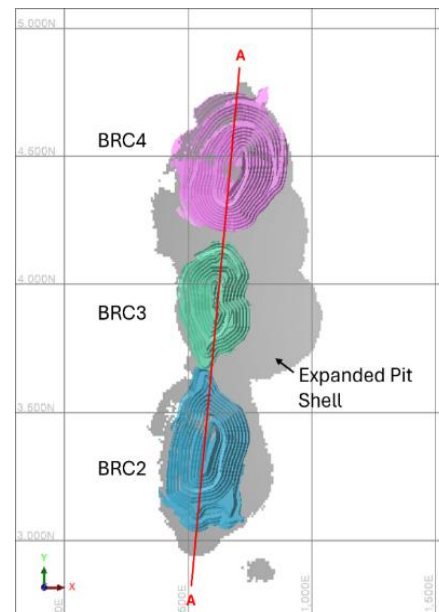 5,000N
A
BRC4
4,500N
4,000N
BRC3
Expanded Pit
Shell
3,500N
BRC2
3,000N
Y
X
A